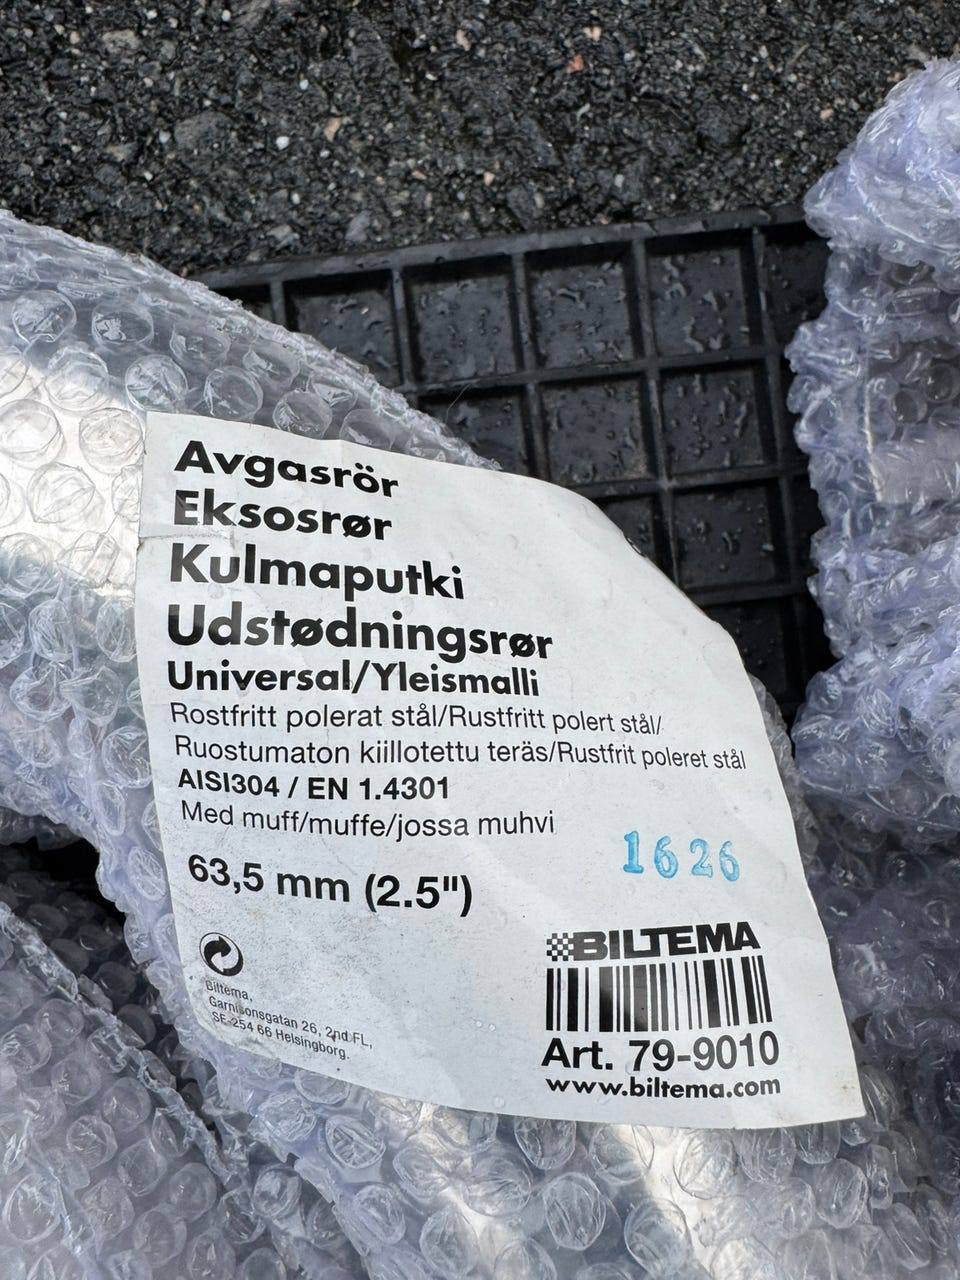 Avgasrör
Eksosrør
Kulmaputki
Udstødningsrør
Universal/Yleismalli
Rostfritt polerat stål/Rustfritt polert stål/
Ruostumaton kiillotettu teräs/Rustfrit poleret stål
AISI304 / EN 1.4301
Med muff/muffe/jossa muhvi
1626
63,5 mm (2.5")
BILTEMA
Biltema,
Garnisonsgatan 26, 2nd FL,
SE-254 66 Helsingborg.
Art. 79-9010
www.biltema.com